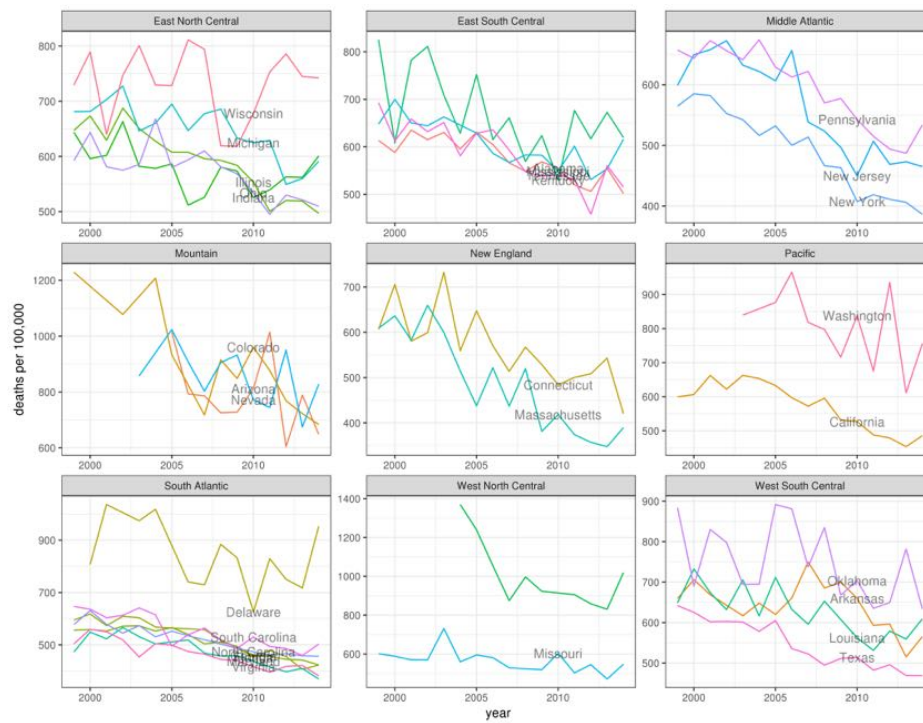 East North Central
East South Central
Middle Atlantic
800
700
600
500
Wisconsin
Michigan
Illinois
Ohio
Indiana
2000
2005
2010
800
700
600
500
400
Alabama
Kentucky
2000
2005
2010
600
500
400
Pennsylvania
New Jersey
New York
2000
2005
2010
Mountain
New England
Pacific
deaths per 100,000
1200
1000
800
600
Colorado
Arizona
Nevada
2000
2005
2010
700
600
500
400
Connecticut
Massachusetts
2000
2005
2010
900
800
700
600
500
Washington
California
2000
2005
2010
South Atlantic
West North Central
West South Central
900
700
500
Delaware
South Carolina
North Carolina
Virginia
2000
2005
2010
1400
1200
1000
800
600
Missouri
2000
2005
2010
900
800
700
600
500
Oklahoma
Arkansas
Louisiana
Texas
2000
2005
2010
year